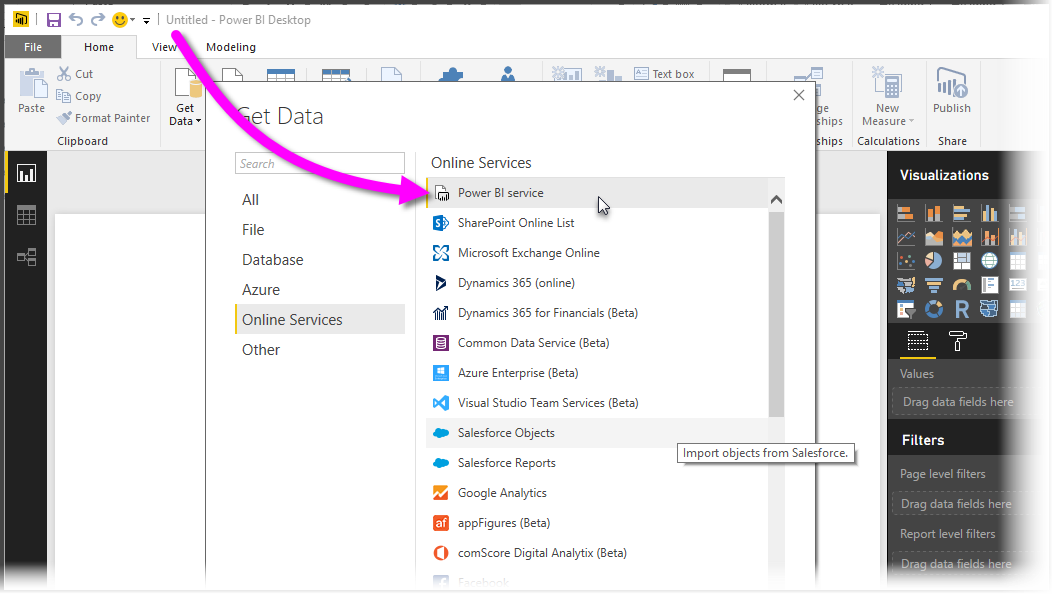 Untitled - Power BI Desktop
File Home View Modeling
Paste
Cut
Copy
Format Painter
Clipboard
Get
Data
Text box
ships
New
Measure
Calculations
Publish
Share
Get Data
Search
All
File
Database
Azure
Online Services
Other
Online Services
Power BI service
SharePoint Online List
Microsoft Exchange Online
Dynamics 365 (online)
Dynamics 365 for Financials (Beta)
Common Data Service (Beta)
Azure Enterprise (Beta)
Visual Studio Team Services (Beta)
Salesforce Objects
Import objects from Salesforce.
Salesforce Reports
Google Analytics
appFigures (Beta)
comScore Digital Analytix (Beta)
Facebook
Visualizations
Values
Drag data fields here
Filters
Page level filters
Drag data fields here
Report level filters
Drag data fields here